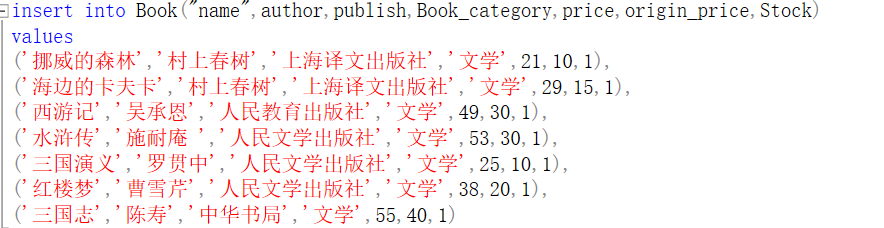 insert into Book("name",author,publish,Book_category,price,origin_price,Stock)
values
('挪威的森林','村上春树','上海译文出版社','文学',21,10,1),
('海边的卡夫卡','村上春树','上海译文出版社','文学',29,15,1),
('西游记','吴承恩','人民教育出版社','文学',49,30,1),
('水浒传','施耐庵 ','人民文学出版社','文学',53,30,1),
('三国演义','罗贯中','人民文学出版社','文学',25,10,1),
('红楼梦','曹雪芹','人民文学出版社','文学',38,20,1),
('三国志','陈寿','中华书局','文学',55,40,1)